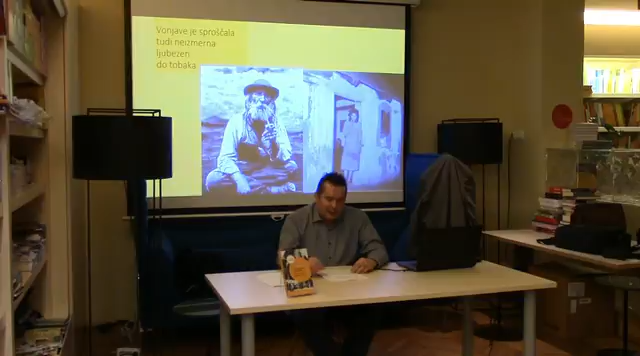 Vonjave je sproščala
tudi neizmerna
ljubezen
do tobaka